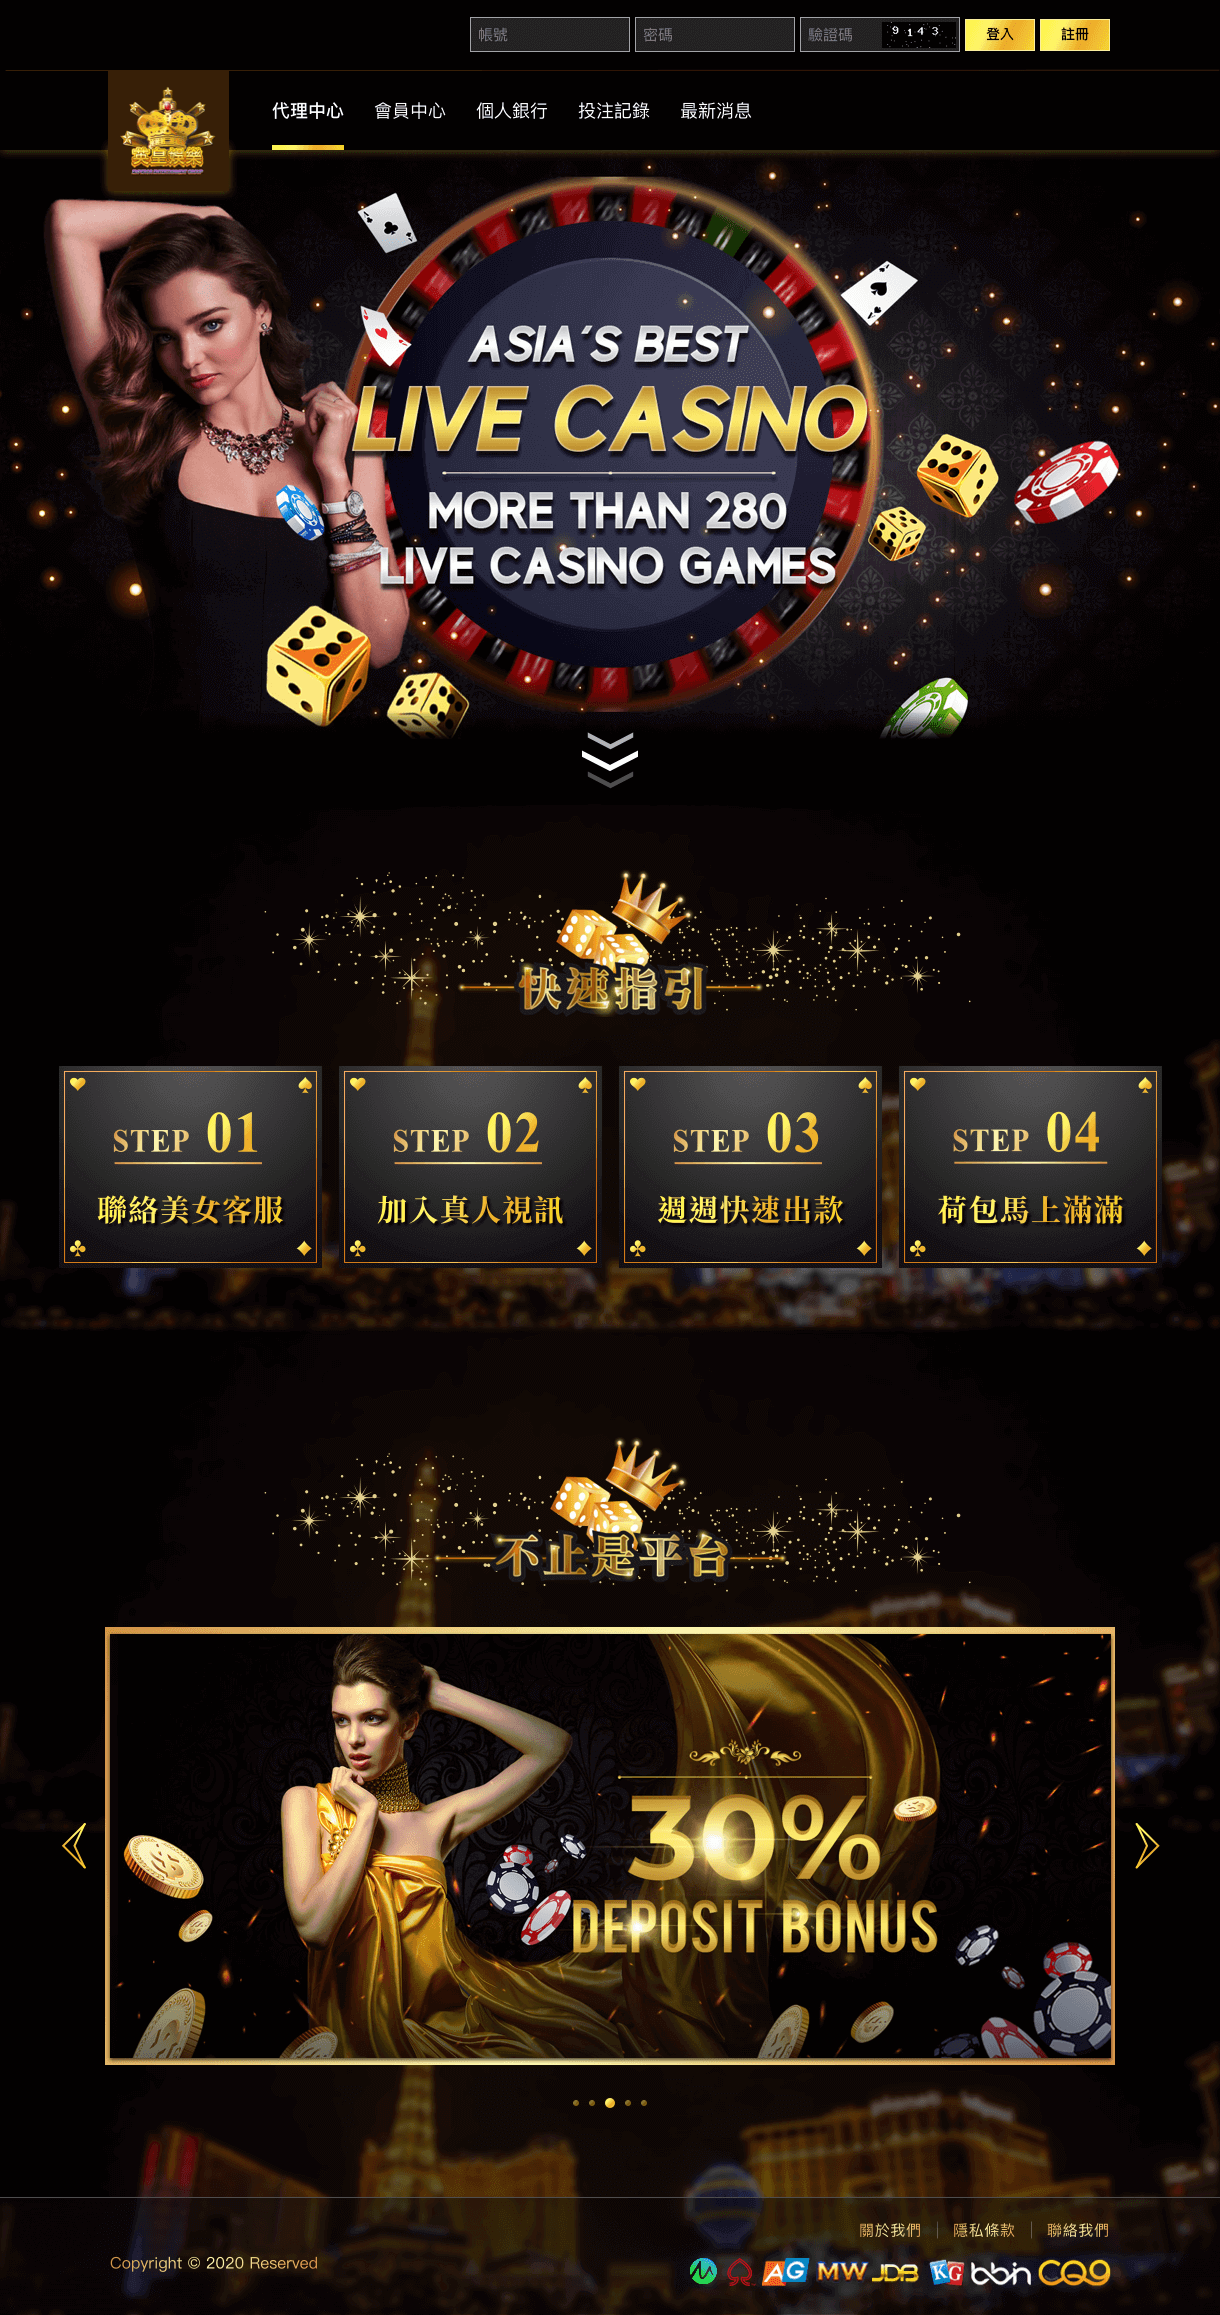 帳號
密碼
驗證碼
9143
登入
註冊
英皇娛樂
代理中心
會員中心
個人銀行
投注記錄
最新消息
ASIA'S BEST
LIVE CASINO
MORE THAN 280
LIVE CASINO GAMES
快速指引
STEP 01
聯絡美女客服
STEP 02
加入真人視訊
STEP 03
週週快速出款
STEP 04
荷包馬上滿滿
不止是平台
30%
DEPOSIT BONUS
關於我們
隱私條款
聯絡我們
Copyright © 2020 Reserved
AG
MW
JDB
KG
bbin
CQ9